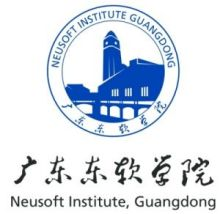 NEUSOFT INSTITUTE GUANGDONG
广东东软学院
广东东软学院
Neusoft Institute, Guangdong